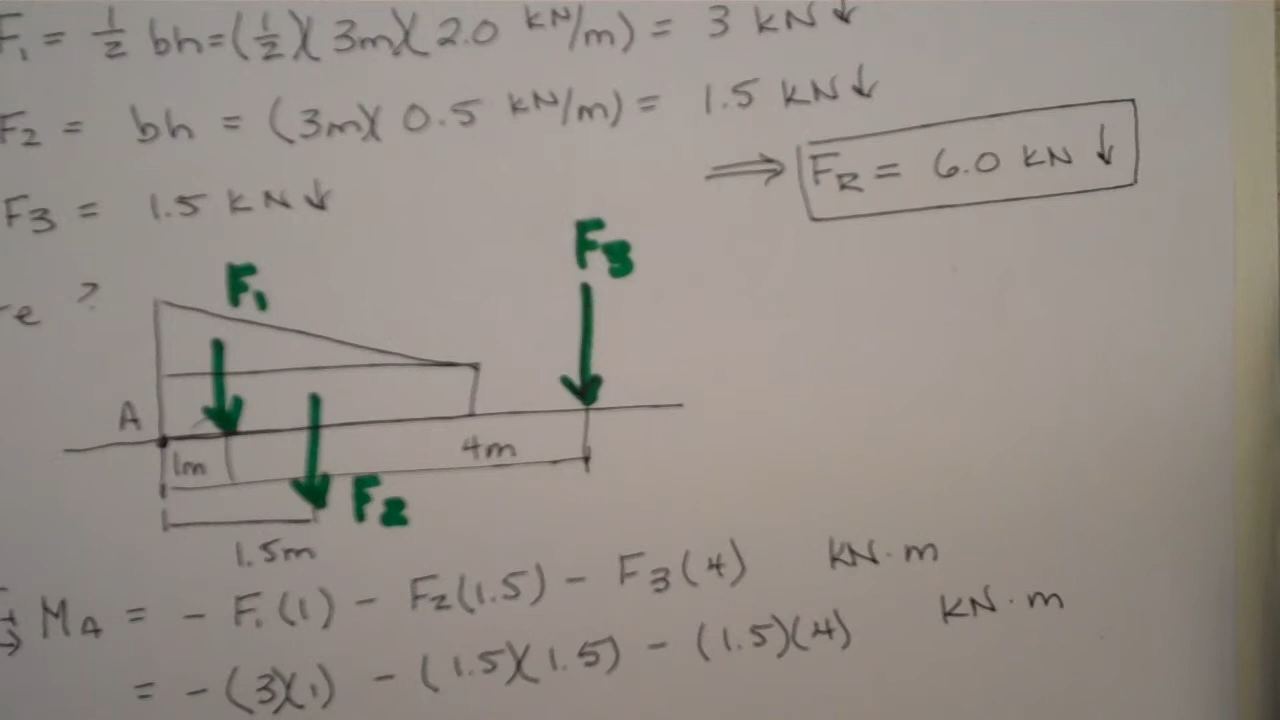 F₁ = ½ bh = (½)(3m)(2.0 kN/m) = 3 kN↓
F₂ = bh = (3m)(0.5 kN/m) = 1.5 kN↓
⟹ F_R = 6.0 kN ↓
F₃ = 1.5 kN↓
F₃
F₁
re ?
A
1m
4m
F₂
1.5m
M_A = - F₁(1) - F₂(1.5) - F₃(4) kN·m
= -(3)(1) - (1.5)(1.5) - (1.5)(4) kN·m